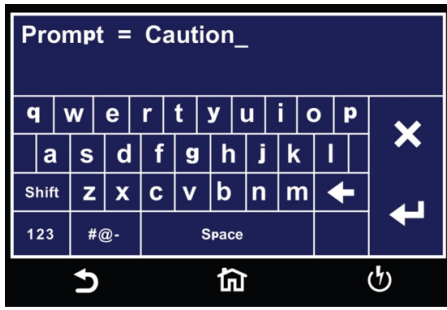 Prompt = Caution_
q w e r t y u i o p
a s d f g h j k l
Shift z x c v b n m
123 #@- Space